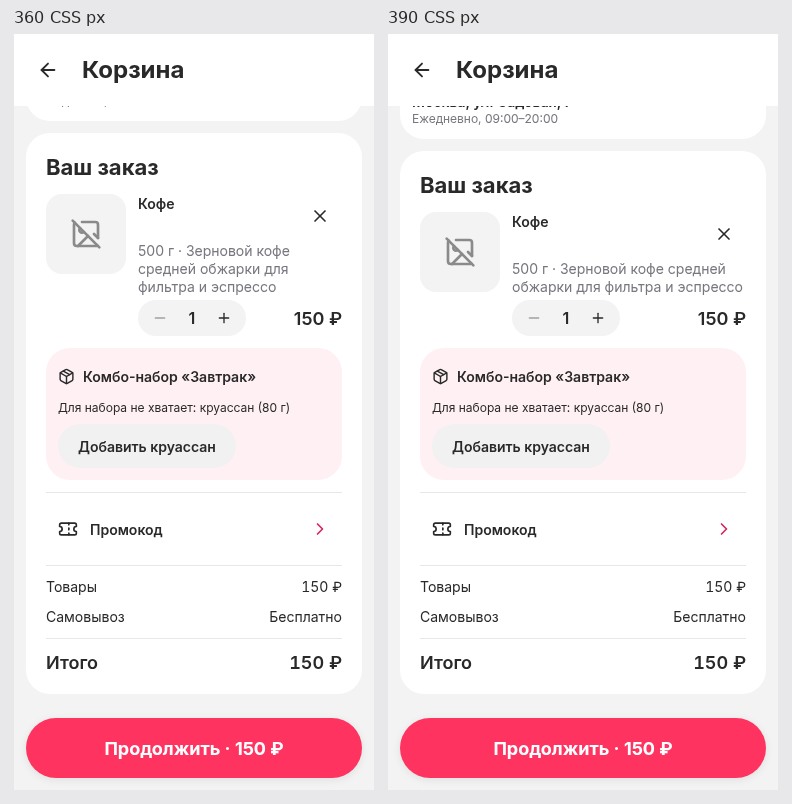 360 CSS px
Корзина
Ваш заказ
Кофе
500 г · Зерновой кофе
средней обжарки для
фильтра и эспрессо
1
150 ₽
Комбо-набор «Завтрак»
Для набора не хватает: круассан (80 г)
Добавить круассан
Промокод
Товары 150 ₽
Самовывоз Бесплатно
Итого 150 ₽
Продолжить · 150 ₽
390 CSS px
Корзина
Ежедневно, 09:00–20:00
Ваш заказ
Кофе
500 г · Зерновой кофе средней
обжарки для фильтра и эспрессо
1
150 ₽
Комбо-набор «Завтрак»
Для набора не хватает: круассан (80 г)
Добавить круассан
Промокод
Товары 150 ₽
Самовывоз Бесплатно
Итого 150 ₽
Продолжить · 150 ₽